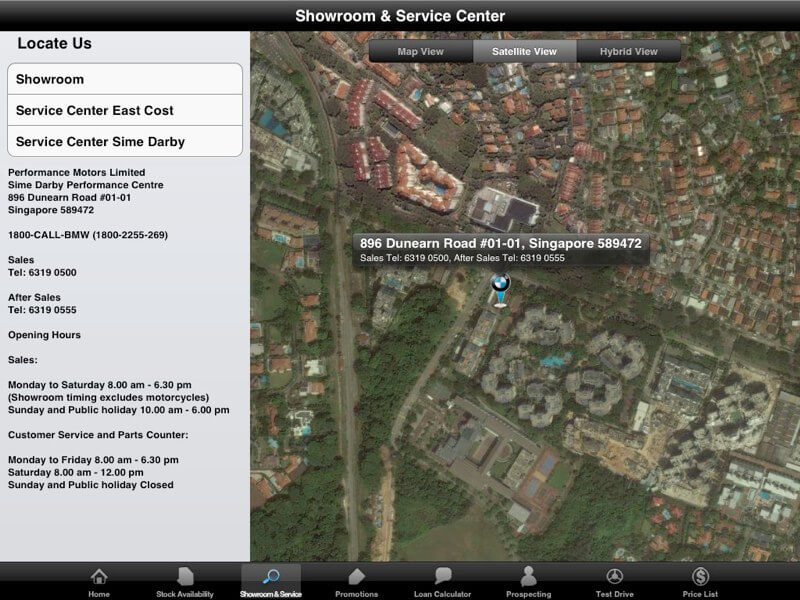 Showroom & Service Center
Locate Us
Showroom
Service Center East Cost
Service Center Sime Darby
Performance Motors Limited
Sime Darby Performance Centre
896 Dunearn Road #01-01
Singapore 589472
1800-CALL-BMW (1800-2255-269)
Sales
Tel: 6319 0500
After Sales
Tel: 6319 0555
Opening Hours
Sales:
Monday to Saturday 8.00 am - 6.30 pm
(Showroom timing excludes motorcycles)
Sunday and Public holiday 10.00 am - 6.00 pm
Customer Service and Parts Counter:
Monday to Friday 8.00 am - 6.30 pm
Saturday 8.00 am - 12.00 pm
Sunday and Public holiday Closed
Map View
Satellite View
Hybrid View
896 Dunearn Road #01-01, Singapore 589472
Sales Tel: 6319 0500, After Sales Tel: 6319 0555
Home
Stock Availability
Showroom & Service
Promotions
Loan Calculator
Prospecting
Test Drive
Price List